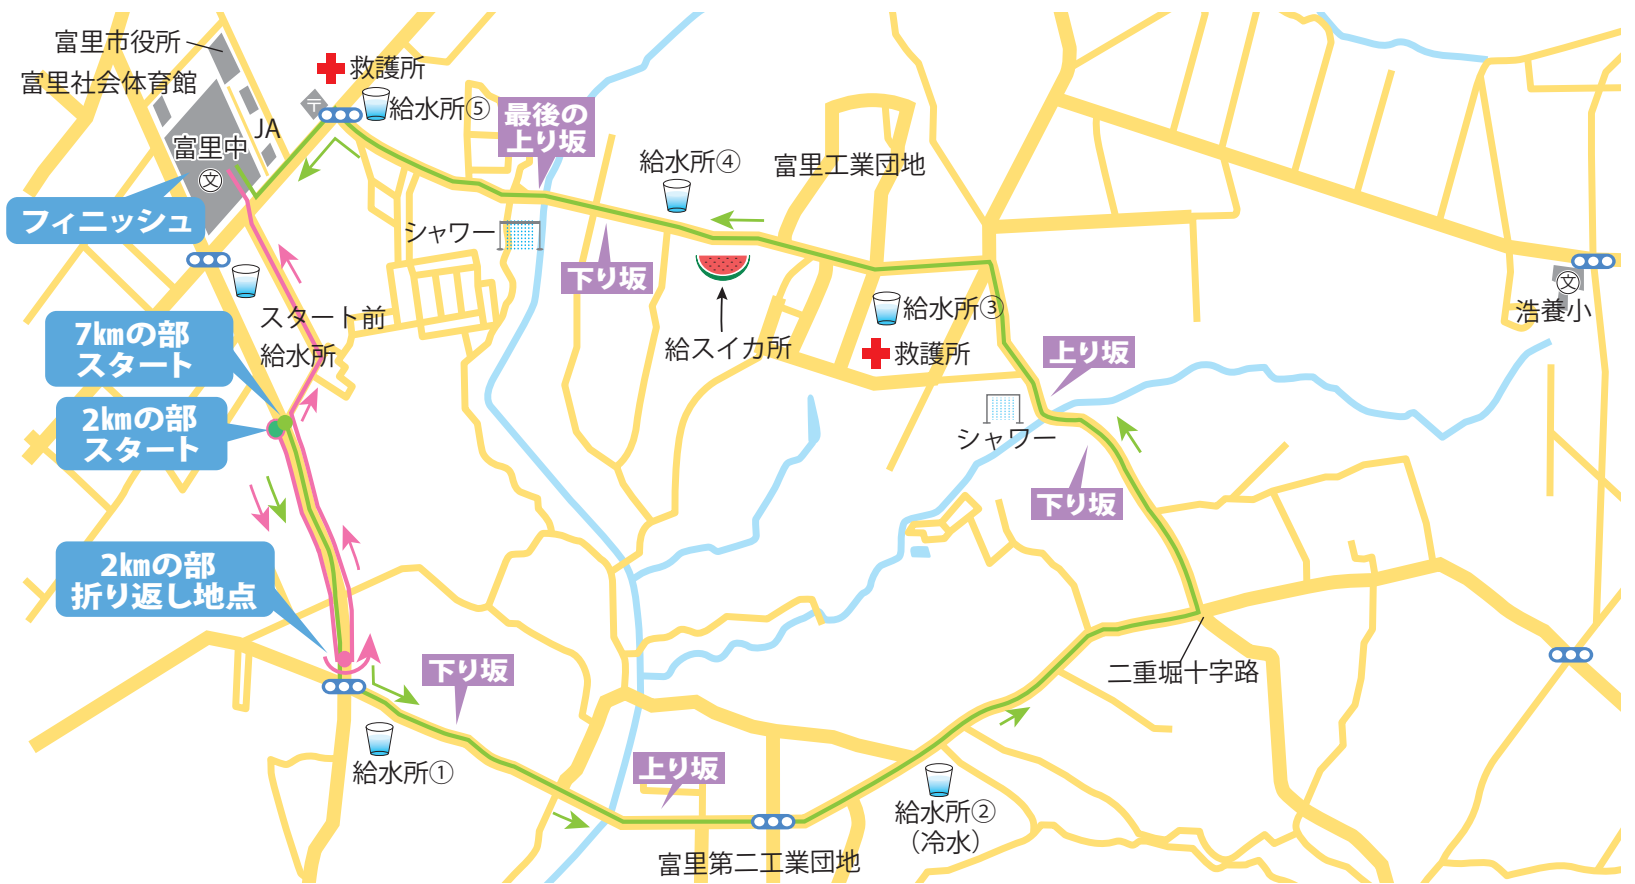 富里市役所
富里社会体育館
救護所
〒
給水所⑤
JA
富里中
文
フィニッシュ
最後の
上り坂
給水所④
富里工業団地
シャワー
下り坂
給スイカ所
給水所③
救護所
上り坂
シャワー
下り坂
文
浩養小
スタート前
給水所
7㎞の部
スタート
2㎞の部
スタート
2㎞の部
折り返し地点
下り坂
給水所①
上り坂
二重堀十字路
給水所②
（冷水）
富里第二工業団地